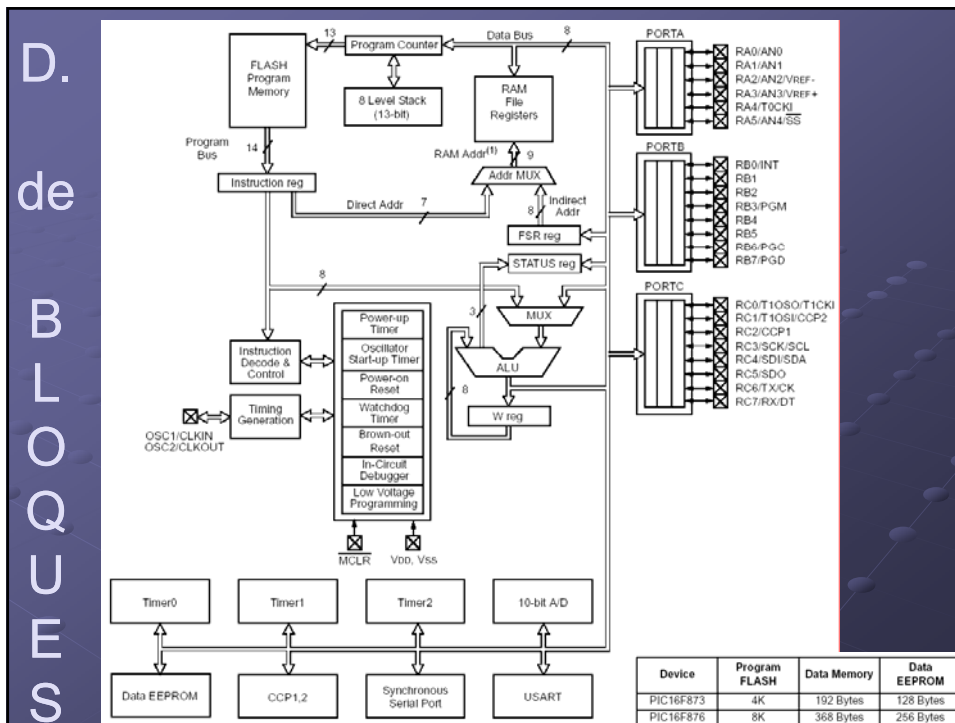 D.
de
B
L
O
Q
U
E
S
13
Program Counter
Data Bus
8
PORTA
FLASH
Program
Memory
8 Level Stack
(13-bit)
RAM
File
Registers
RA0/AN0
RA1/AN1
RA2/AN2/VREF-
RA3/AN3/VREF+
RA4/T0CKI
RA5/AN4/SS
Program
Bus
14
RAM Addr(1)
9
PORTB
Addr MUX
Instruction reg
Direct Addr
7
8
Indirect
Addr
FSR reg
RB0/INT
RB1
RB2
RB3/PGM
RB4
RB5
RB6/PGC
RB7/PGD
STATUS reg
8
PORTC
3
MUX
ALU
8
W reg
RC0/T1OSO/T1CKI
RC1/T1OSI/CCP2
RC2/CCP1
RC3/SCK/SCL
RC4/SDI/SDA
RC5/SDO
RC6/TX/CK
RC7/RX/DT
Power-up
Timer
Oscillator
Start-up Timer
Power-on
Reset
Watchdog
Timer
Brown-out
Reset
In-Circuit
Debugger
Low Voltage
Programming
Instruction
Decode &
Control
Timing
Generation
OSC1/CLKIN
OSC2/CLKOUT
MCLR
VDD, VSS
Timer0
Timer1
Timer2
10-bit A/D
Data EEPROM
CCP1,2
Synchronous
Serial Port
USART
Device Program FLASH Data Memory Data EEPROM
PIC16F873 4K 192 Bytes 128 Bytes
PIC16F876 8K 368 Bytes 256 Bytes